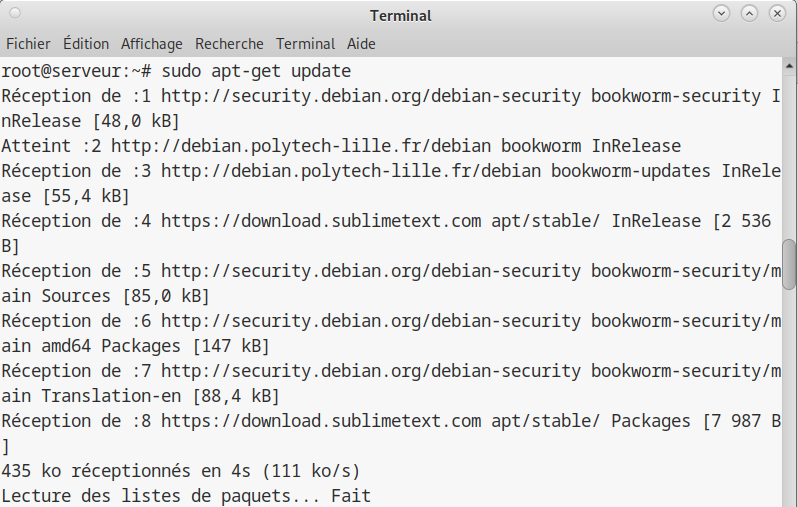 Terminal
Fichier Édition Affichage Recherche Terminal Aide
root@serveur:~# sudo apt-get update
Réception de :1 http://security.debian.org/debian-security bookworm-security I
nRelease [48,0 kB]
Atteint :2 http://debian.polytech-lille.fr/debian bookworm InRelease
Réception de :3 http://debian.polytech-lille.fr/debian bookworm-updates InRele
ase [55,4 kB]
Réception de :4 https://download.sublimetext.com apt/stable/ InRelease [2 536 
B]
Réception de :5 http://security.debian.org/debian-security bookworm-security/m
ain Sources [85,0 kB]
Réception de :6 http://security.debian.org/debian-security bookworm-security/m
ain amd64 Packages [147 kB]
Réception de :7 http://security.debian.org/debian-security bookworm-security/m
ain Translation-en [88,4 kB]
Réception de :8 https://download.sublimetext.com apt/stable/ Packages [7 987 B
]
435 ko réceptionnés en 4s (111 ko/s)
Lecture des listes de paquets... Fait